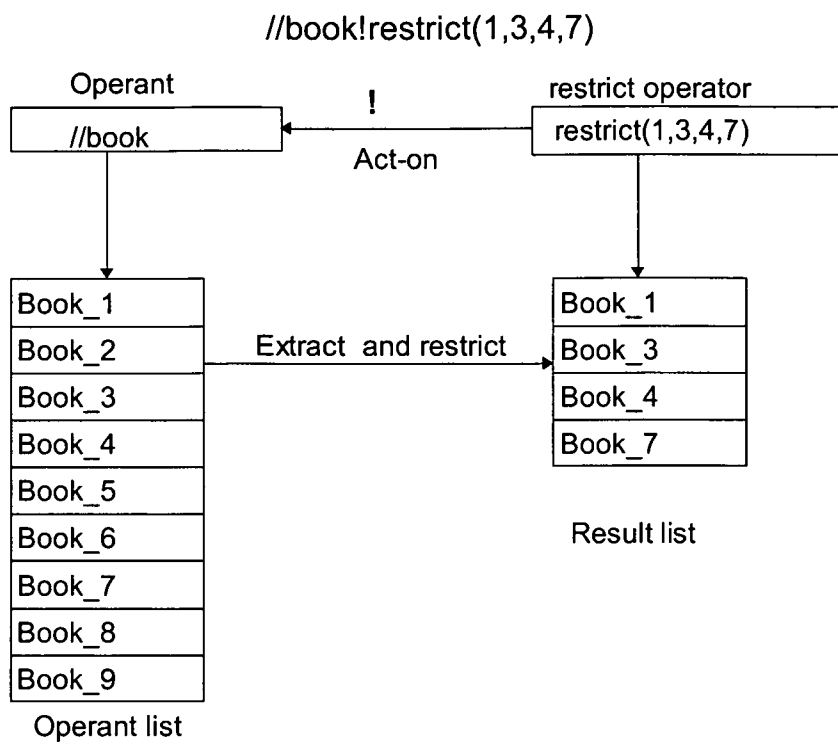 //book!restrict(1,3,4,7)
Operant
!
restrict operator
//book
restrict(1,3,4,7)
Act-on
Book_1
Book_2
Book_3
Book_4
Book_5
Book_6
Book_7
Book_8
Book_9
Operant list
Extract and restrict
Book_1
Book_3
Book_4
Book_7
Result list